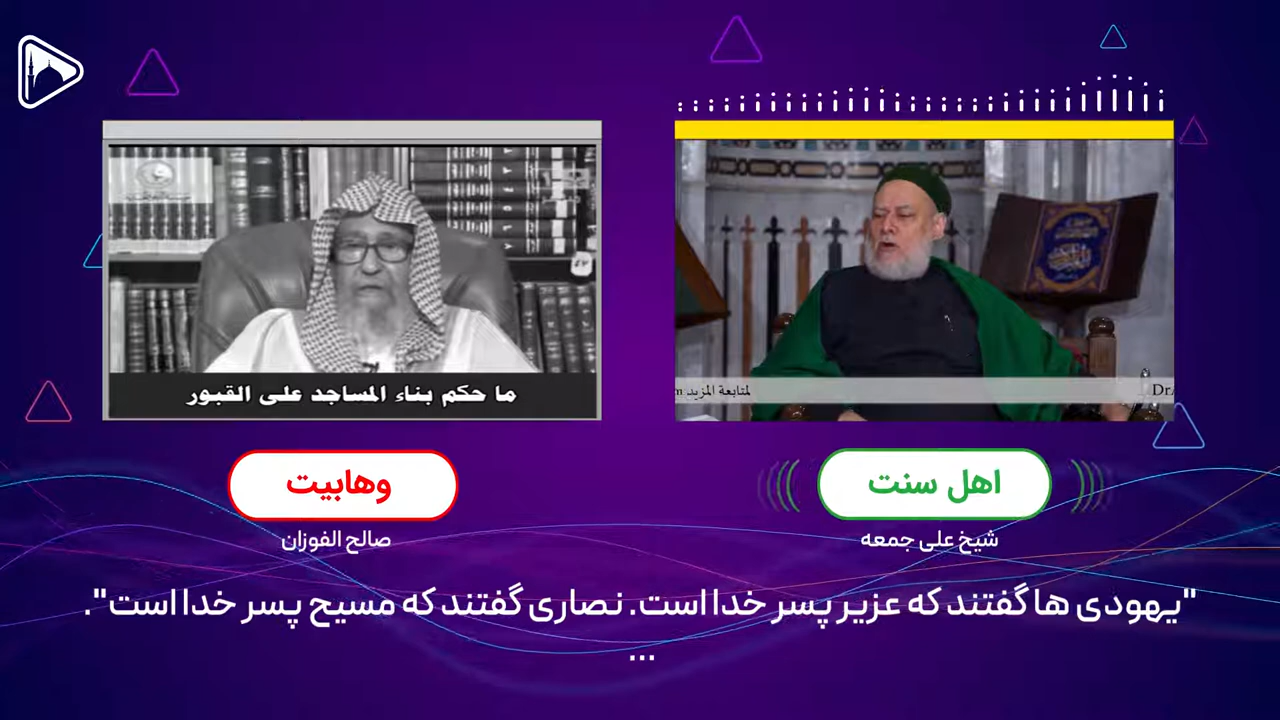 ما حكم بناء المساجد على القبور
لمتابعة المزيد m
Dr
اهل سنت
وهابیت
شیخ علی جمعه
صالح الفوزان
"یهودی ها گفتند که عزیر پسر خدا است. نصاری گفتند که مسیح پسر خدا است".
...